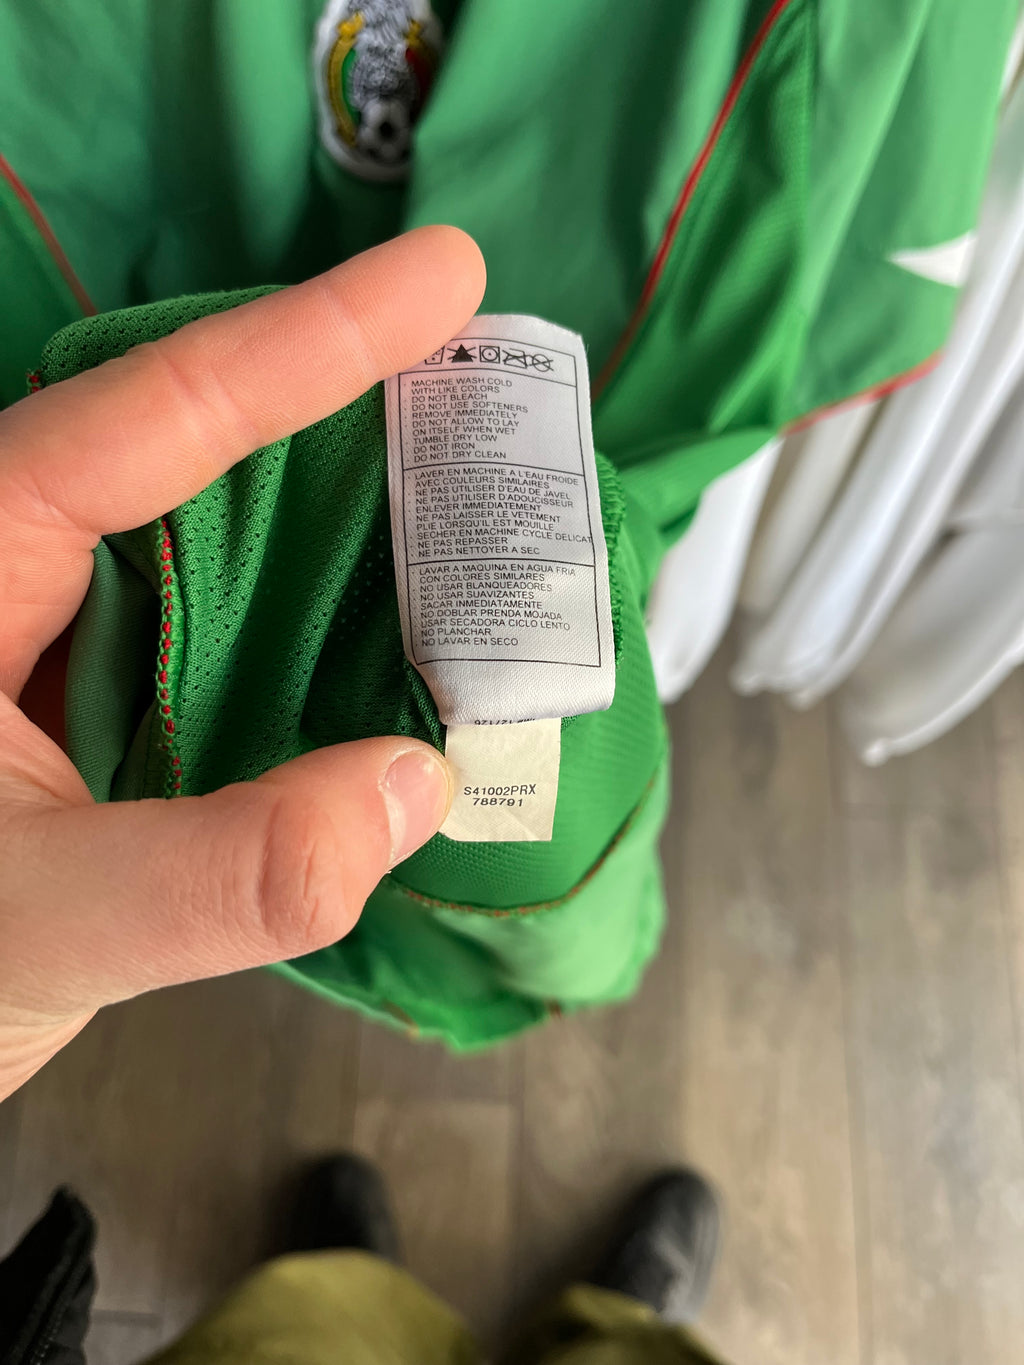 · MACHINE WASH COLD
WITH LIKE COLORS
· DO NOT BLEACH
· DO NOT USE SOFTENERS
· REMOVE IMMEDIATELY
· DO NOT ALLOW TO LAY
ON ITSELF WHEN WET
· TUMBLE DRY LOW
· DO NOT IRON
· DO NOT DRY CLEAN
· LAVER EN MACHINE A L'EAU FROIDE
AVEC COULEURS SIMILAIRES
· NE PAS UTILISER D'EAU DE JAVEL
· NE PAS UTILISER D'ADOUCISSEUR
· ENLEVER IMMEDIATEMENT
· NE PAS LAISSER LE VETEMENT
PLIE LORSQU'IL EST MOUILLE
· SECHER EN MACHINE CYCLE DELICAT
· NE PAS REPASSER
· NE PAS NETTOYER A SEC
· LAVAR A MAQUINA EN AGUA FRIA
CON COLORES SIMILARES
· NO USAR BLANQUEADORES
· NO USAR SUAVIZANTES
· SACAR INMEDIATAMENTE
· NO DOBLAR PRENDA MOJADA
· USAR SECADORA CICLO LENTO
· NO PLANCHAR
· NO LAVAR EN SECO
S41002PRX
788791